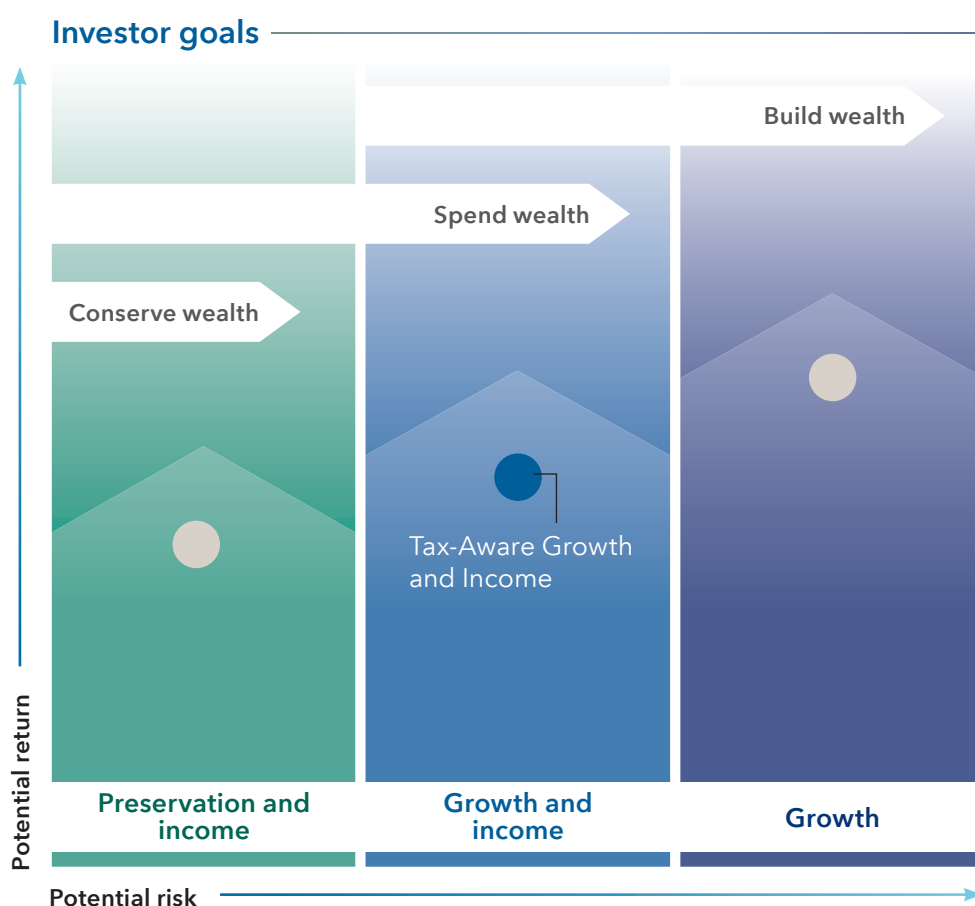 Investor goals
Build wealth
Spend wealth
Conserve wealth
Tax-Aware Growth
and Income
Potential return
Preservation and
income
Growth and
income
Growth
Potential risk